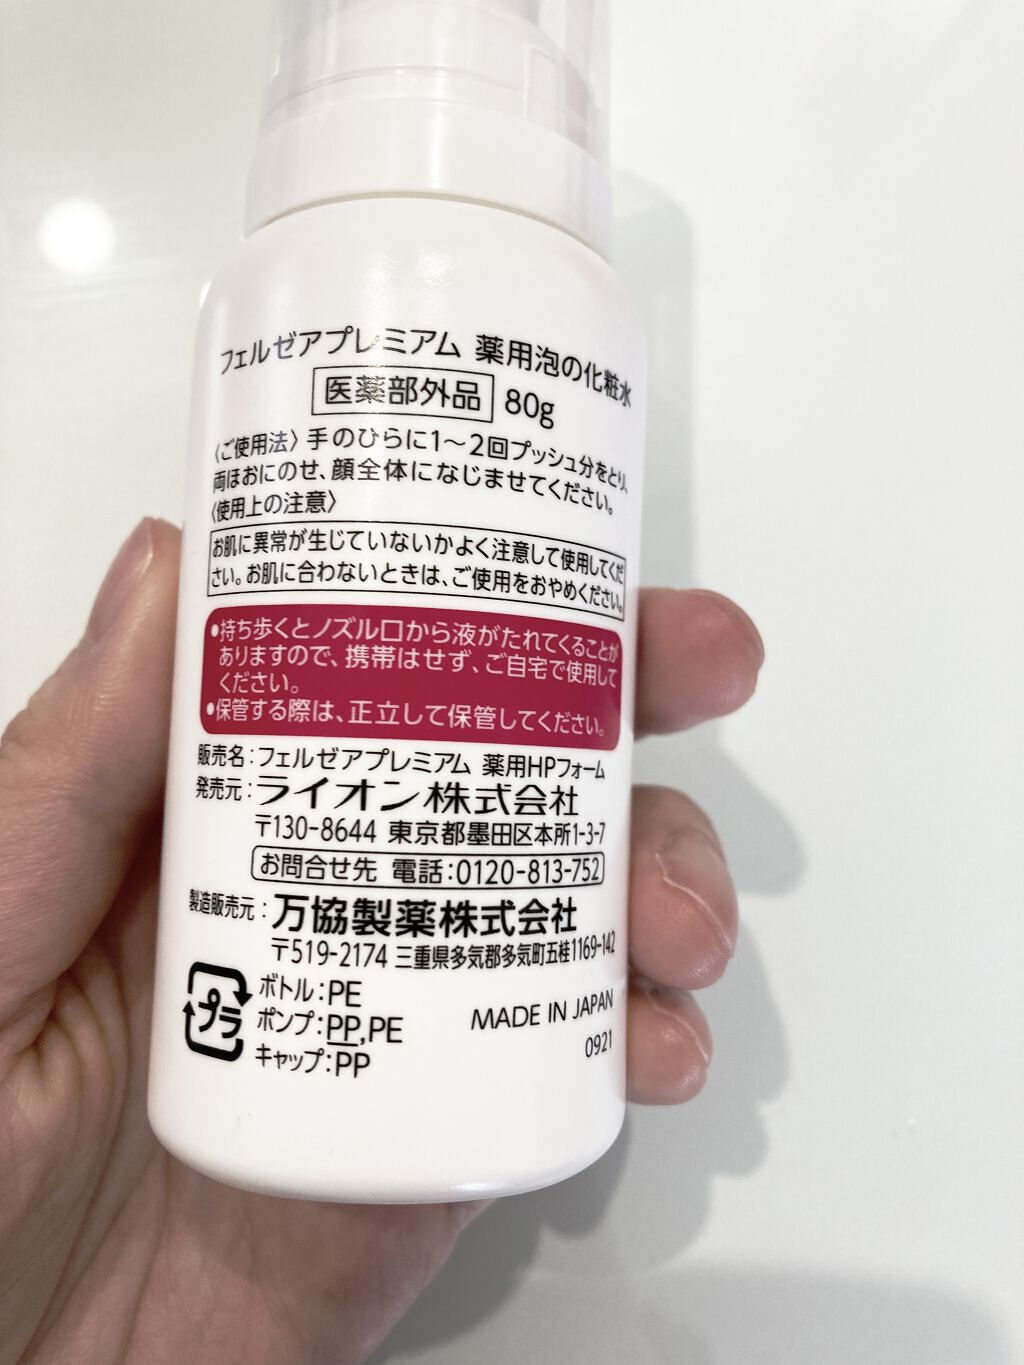 フェルゼアプレミアム 薬用泡の化粧水
医薬部外品 80g
〈ご使用法〉手のひらに1〜2回プッシュ分をとり、
両ほおにのせ、顔全体になじませてください。
〈使用上の注意〉
お肌に異常が生じていないかよく注意して使用してくだ
さい。お肌に合わないときは、ご使用をおやめください。
●持ち歩くとノズル口から液がたれてくることが
ありますので、携帯はせず、ご自宅で使用して
ください。
●保管する際は、正立して保管してください。
販売名:フェルゼアプレミアム 薬用HPフォーム
発売元:ライオン株式会社
〒130-8644 東京都墨田区本所1-3-7
お問合せ先 電話:0120-813-752
製造販売元:万協製薬株式会社
〒519-2174 三重県多気郡多気町五桂1169-142
プラ
ボトル:PE
ポンプ:PP,PE
キャップ:PP
MADE IN JAPAN
0921